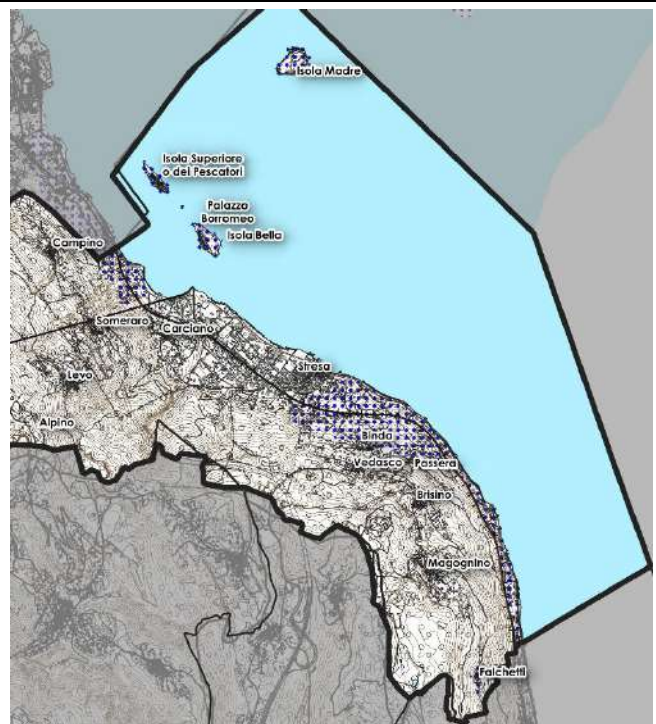 Isola Madre
Isola Superiore
o dei Pescatori
Palazzo
Borromeo
Isola Bella
Campino
Someraro
Carciano
Stresa
Levo
Alpino
Binda
Vedasco
Passera
Brisino
Magognino
Falchetti